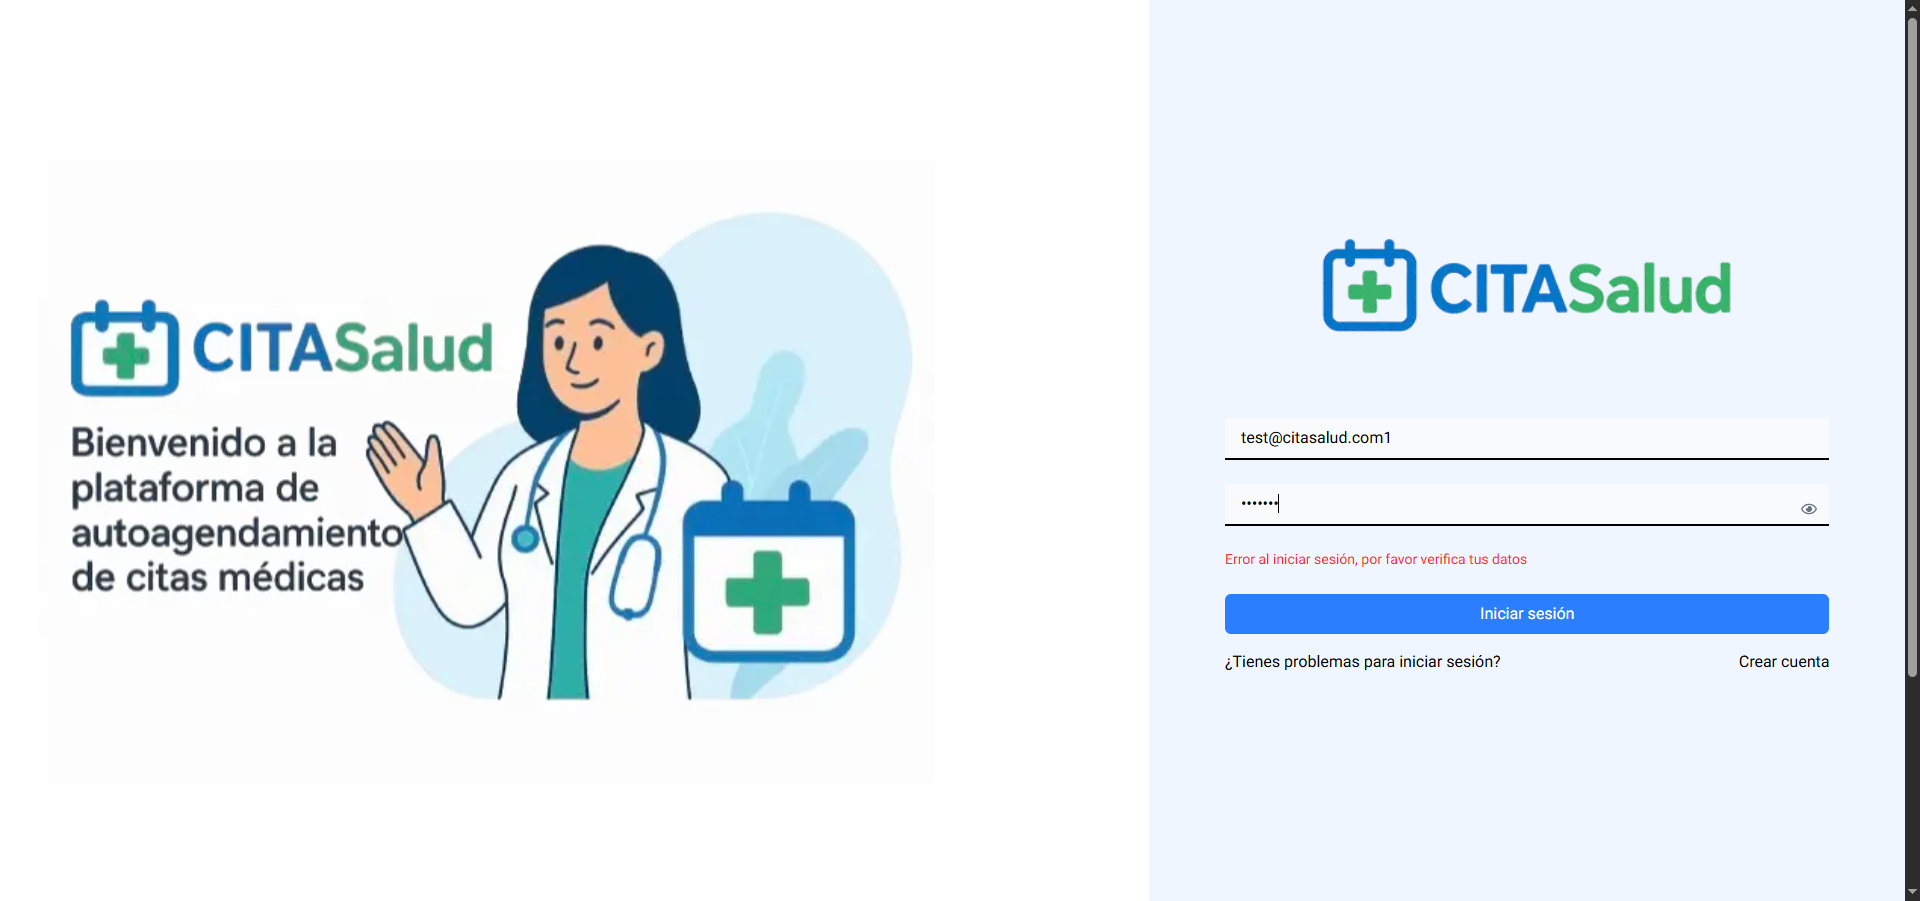 CITASalud
Bienvenido a la
plataforma de
autoagendamiento
de citas médicas
CITASalud
test@citasalud.com1
•••••••
Error al iniciar sesión, por favor verifica tus datos
Iniciar sesión
¿Tienes problemas para iniciar sesión?
Crear cuenta